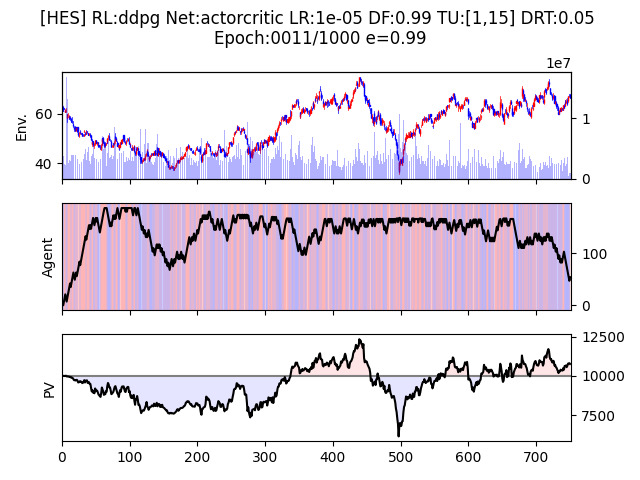 [HES] RL:ddpg Net:actorcritic LR:1e-05 DF:0.99 TU:[1,15] DRT:0.05
Epoch:0011/1000 e=0.99
1e7
Env.
60
40
1
0
Agent
100
0
PV
12500
10000
7500
0 100 200 300 400 500 600 700